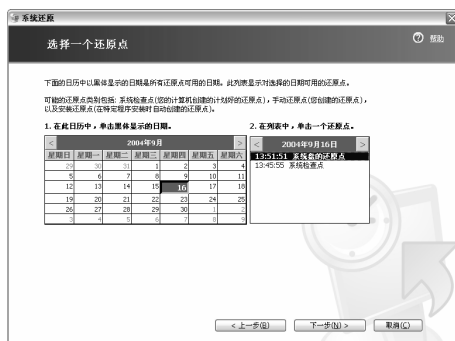 系统还原
选择一个还原点
帮助
下面的日历中以黑体显示的日期是所有还原点可用的日期。此列表显示对选择的日期可用的还原点。
可能的还原点类别包括: 系统检查点(您的计算机创建的计划好的还原点), 手动还原点(您创建的还原点),
以及安装还原点(在特定程序安装时自动创建的还原点)。
1. 在此日历中，单击黑体显示的日期。
< 2004年9月 >
星期日 星期一 星期二 星期三 星期四 星期五 星期六
29 30 31 1 2 3 4
5 6 7 8 9 10 11
12 13 14 15 16 17 18
19 20 21 22 23 24 25
26 27 28 29 30 1 2
3 4 5 6 7 8 9
2. 在列表中，单击一个还原点。
< 2004年9月16日 >
13:51:51 系统盘的还原点
13:45:55 系统检查点
< 上一步(B)
下一步(N) >
取消(C)